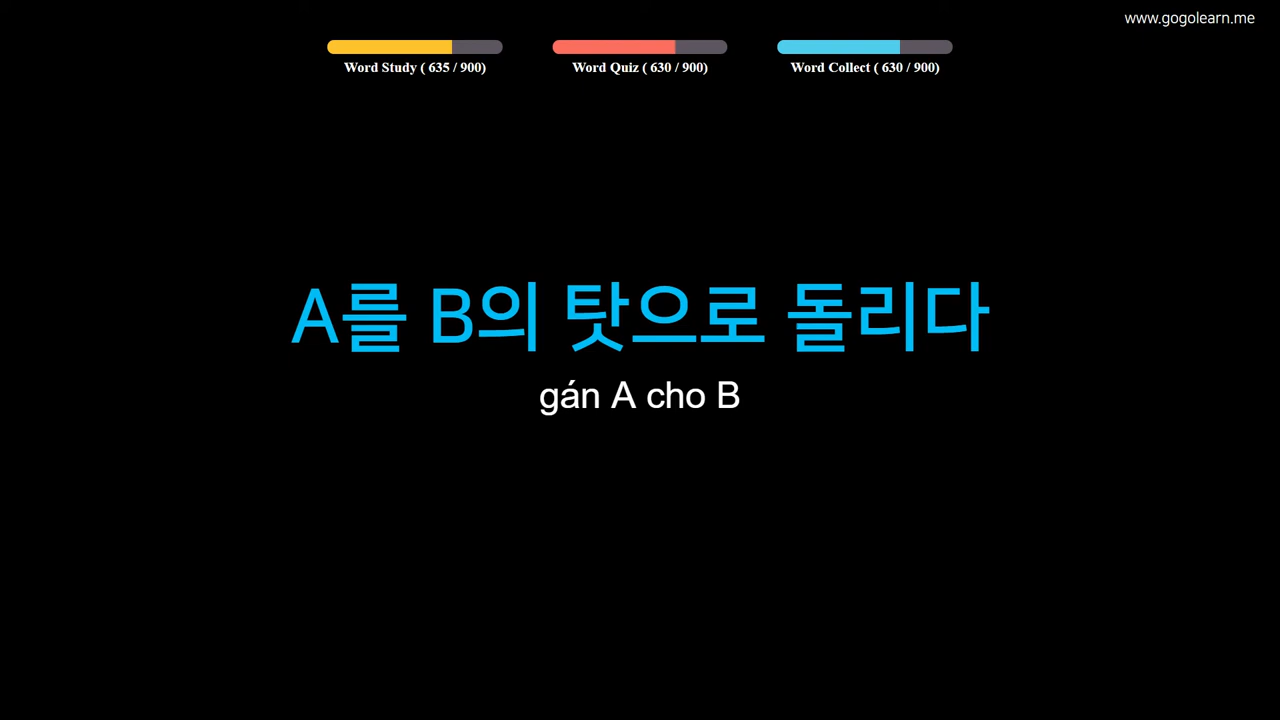 www.gogolearn.me
Word Study ( 635 / 900)
Word Quiz ( 630 / 900)
Word Collect ( 630 / 900)
A를 B의 탓으로 돌리다
gán A cho B